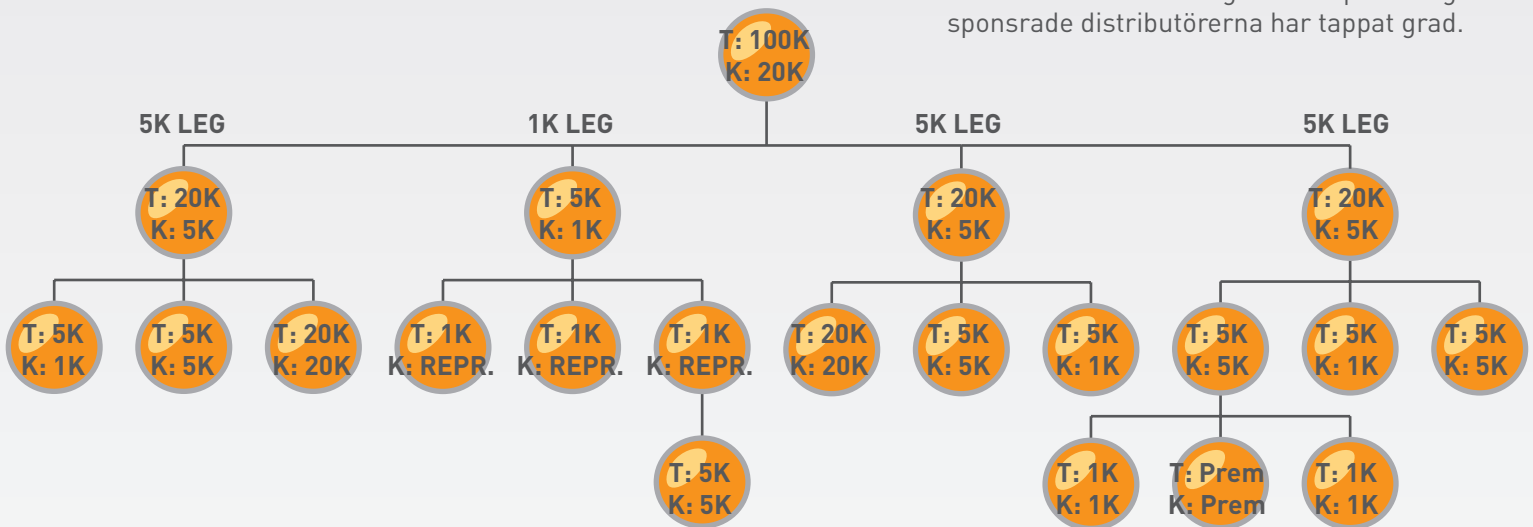 sponsrade distributörerna har tappat grad.
T: 100K
K: 20K
5K LEG
1K LEG
5K LEG
5K LEG
T: 20K
K: 5K
T: 5K
K: 1K
T: 20K
K: 5K
T: 20K
K: 5K
T: 5K
K: 1K
T: 5K
K: 5K
T: 20K
K: 20K
T: 1K
K: REPR.
T: 1K
K: REPR.
T: 1K
K: REPR.
T: 20K
K: 20K
T: 5K
K: 5K
T: 5K
K: 1K
T: 5K
K: 5K
T: 5K
K: 1K
T: 5K
K: 5K
T: 5K
K: 5K
T: 1K
K: 1K
T: Prem
K: Prem
T: 1K
K: 1K